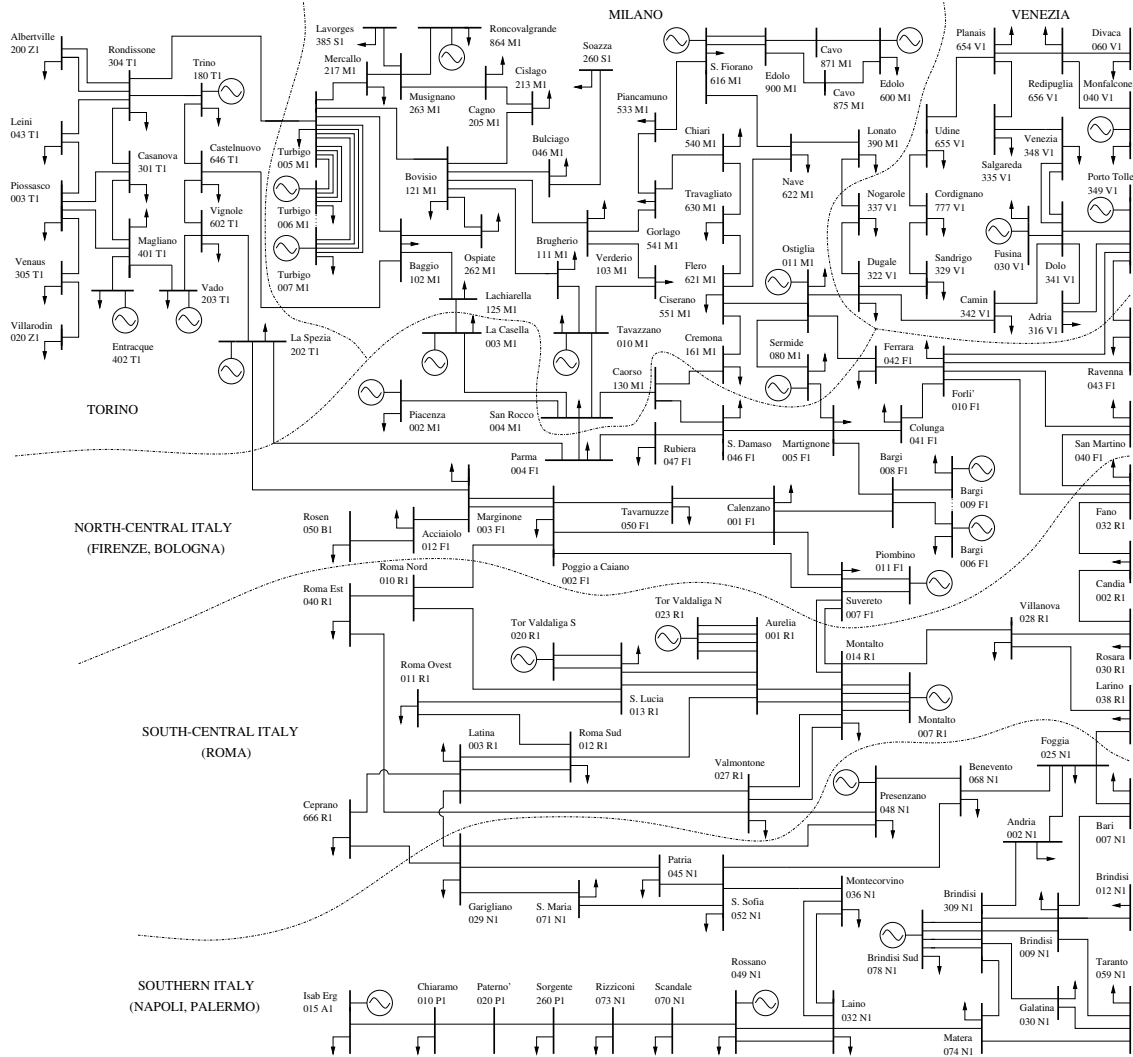 MILANO
VENEZIA
Albertville
200 Z1
Rondissone
304 T1
Trino
180 T1
Leini
043 T1
Casanova
301 T1
Castelnuovo
646 T1
Piossasco
003 T1
Vignole
602 T1
Magliano
401 T1
Venaus
305 T1
Vado
203 T1
Villarodin
020 Z1
Entracque
402 T1
La Spezia
202 T1
TORINO
Lavorges
385 S1
Mercallo
217 M1
Roncovalgrande
864 M1
Musignano
263 M1
Cislago
213 M1
Cagno
205 M1
Soazza
260 S1
Turbigo
005 M1
Bovisio
121 M1
Bulciago
046 M1
Turbigo
006 M1
Turbigo
007 M1
Baggio
102 M1
Ospiate
262 M1
Brugherio
111 M1
Verderio
103 M1
Lachiarella
125 M1
La Casella
003 M1
Tavazzano
010 M1
Piacenza
002 M1
San Rocco
004 M1
Parma
004 F1
Piancamuno
533 M1
S. Fiorano
616 M1
Edolo
900 M1
Cavo
871 M1
Cavo
875 M1
Edolo
600 M1
Chiari
540 M1
Travagliato
630 M1
Gorlago
541 M1
Flero
621 M1
Ciserano
551 M1
Nave
622 M1
Lonato
390 M1
Ostiglia
011 M1
Nogarole
337 V1
Dugale
322 V1
Cremona
161 M1
Sermide
080 M1
Caorso
130 M1
Rubiera
047 F1
S. Damaso
046 F1
Martignone
005 F1
Ferrara
042 F1
Colunga
041 F1
Forli'
010 F1
Planais
654 V1
Divaca
060 V1
Redipuglia
656 V1
Monfalcone
040 V1
Udine
655 V1
Salgareda
335 V1
Venezia
348 V1
Porto Tolle
349 V1
Cordignano
777 V1
Sandrigo
329 V1
Fusina
030 V1
Dolo
341 V1
Camin
342 V1
Adria
316 V1
Ravenna
043 F1
San Martino
040 F1
NORTH-CENTRAL ITALY
(FIRENZE, BOLOGNA)
Rosen
050 B1
Acciaiolo
012 F1
Marginone
003 F1
Tavarnuzze
050 F1
Calenzano
001 F1
Bargi
008 F1
Bargi
009 F1
Bargi
006 F1
Fano
032 R1
Poggio a Caiano
002 F1
Piombino
011 F1
Suvereto
007 F1
Candia
002 R1
Roma Nord
010 R1
Roma Est
040 R1
Tor Valdaliga S
020 R1
Tor Valdaliga N
023 R1
Aurelia
001 R1
Montalto
014 R1
Villanova
028 R1
Rosara
030 R1
Roma Ovest
011 R1
S. Lucia
013 R1
Montalto
007 R1
Larino
038 R1
SOUTH-CENTRAL ITALY
(ROMA)
Latina
003 R1
Roma Sud
012 R1
Valmontone
027 R1
Ceprano
666 R1
Presenzano
048 N1
Benevento
068 N1
Foggia
025 N1
Andria
002 N1
Bari
007 N1
Patria
045 N1
Garigliano
029 N1
S. Maria
071 N1
S. Sofia
052 N1
Montecorvino
036 N1
Brindisi
309 N1
Brindisi
012 N1
Brindisi
009 N1
Brindisi Sud
078 N1
Taranto
059 N1
Galatina
030 N1
Matera
074 N1
SOUTHERN ITALY
(NAPOLI, PALERMO)
Isab Erg
015 A1
Chiaramo
010 P1
Paterno'
020 P1
Sorgente
260 P1
Rizziconi
073 N1
Scandale
070 N1
Rossano
049 N1
Laino
032 N1